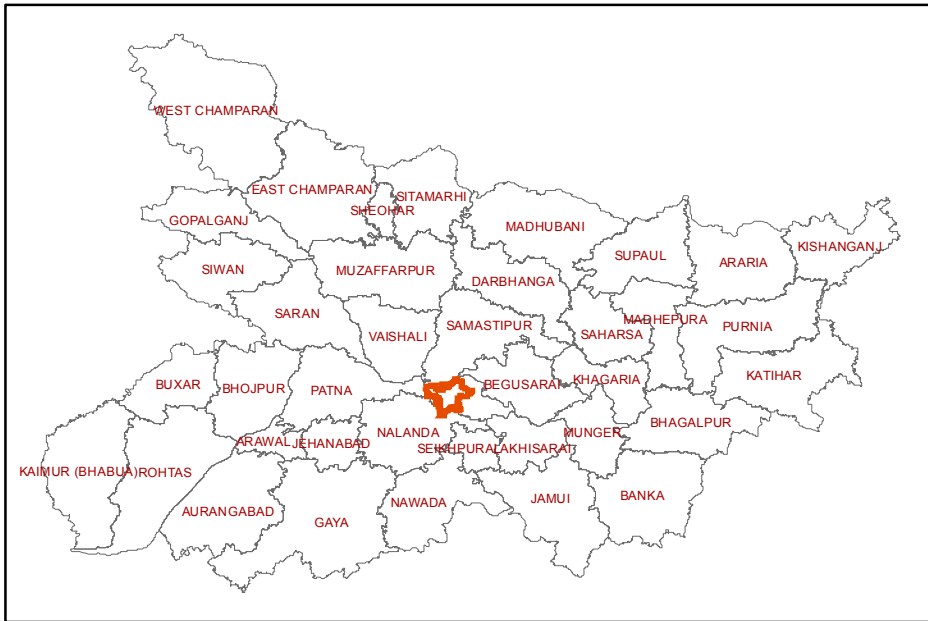 WEST CHAMPARAN
EAST CHAMPARAN
SHEOHAR
SITAMARHI
GOPALGANJ
MADHUBANI
KISHANGANJ
SIWAN
MUZAFFARPUR
DARBHANGA
SUPAUL
ARARIA
SARAN
VAISHALI
SAMASTIPUR
SAHARSA
MADHEPURA
PURNIA
BUXAR
BHOJPUR
PATNA
BEGUSARAI
KHAGARIA
KATIHAR
ARAWAL
JEHANABAD
NALANDA
SEIKHPURA
LAKHISARAI
MUNGER
BHAGALPUR
KAIMUR (BHABUA)
ROHTAS
AURANGABAD
GAYA
NAWADA
JAMUI
BANKA